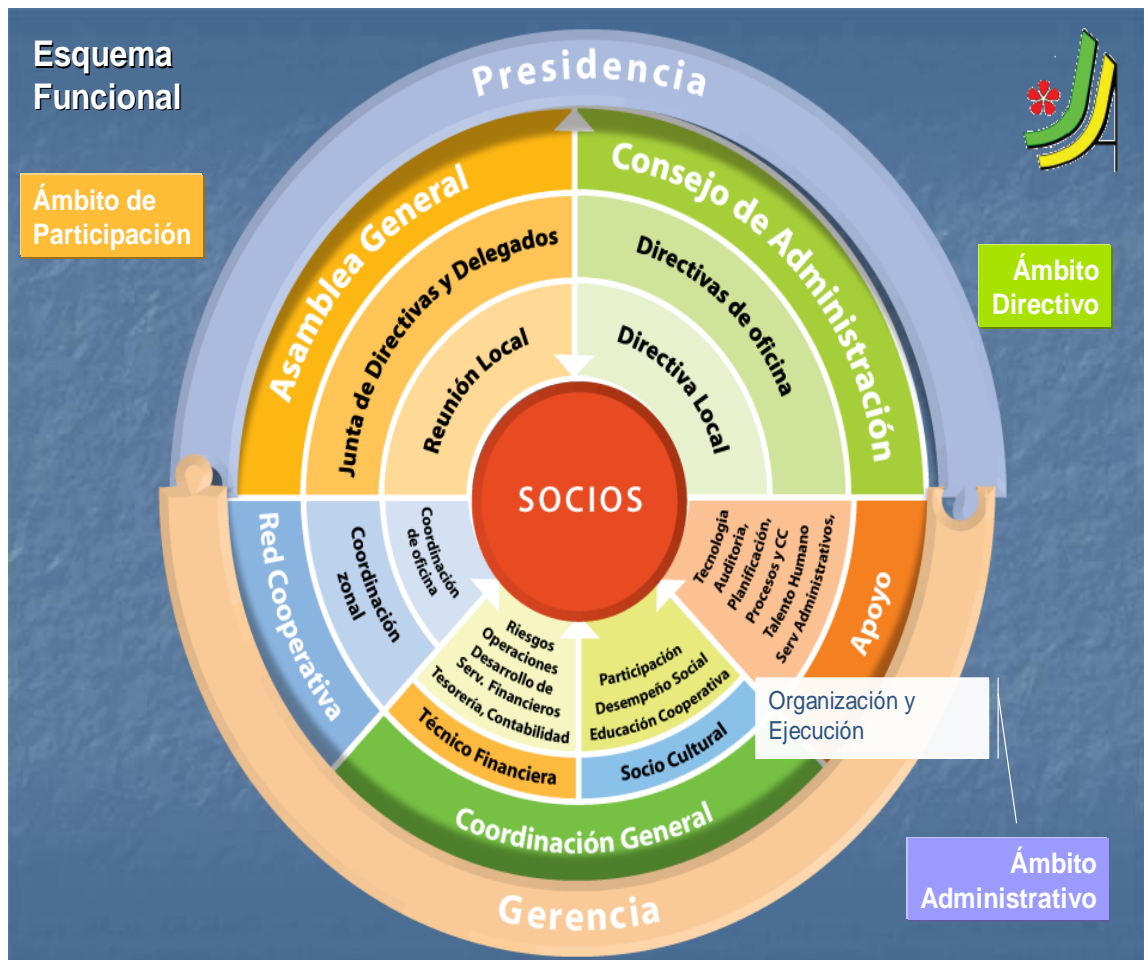 Esquema
Funcional
Presidencia
Ámbito de
Participación
Ámbito
Directivo
Asamblea General
Junta de Directivas y Delegados
Reunión Local
Consejo de Administración
Directivas de oficina
Directiva Local
SOCIOS
Red Cooperativa
Coordinación
zonal
Coordinación
de oficina
Riesgos
Operaciones
Desarrollo de
Serv. Financieros
Tesorería, Contabilidad
Técnico Financiera
Participación
Desempeño Social
Educación Cooperativa
Socio Cultural
Tecnologia
Auditoria,
Planificación,
Procesos y CC
Talento Humano
Serv Administrativos,
Apoyo
Organización y
Ejecución
Coordinación General
Gerencia
Ámbito
Administrativo